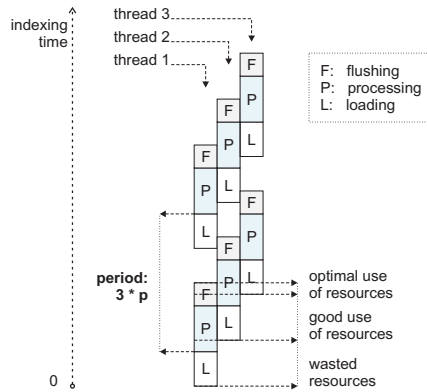 indexing
time
thread 3
thread 2
thread 1
F: flushing
P: processing
L: loading
F
P
L
F
P
L
F
P
L
F
P
L
F
P
L
F
P
L
period:
3 * p
optimal use
of resources
good use
of resources
wasted
resources
0